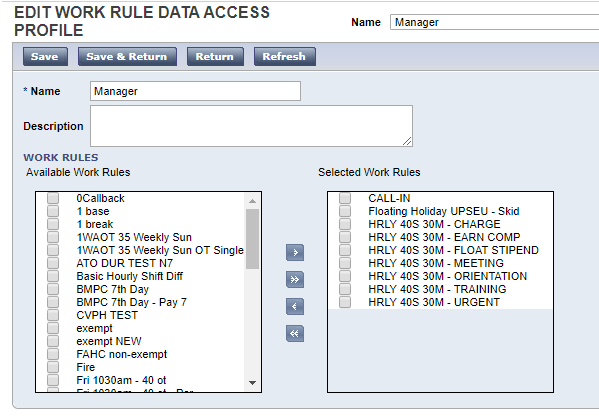 EDIT WORK RULE DATA ACCESS
PROFILE
Name Manager
Save Save & Return Return Refresh
* Name Manager
Description
WORK RULES
Available Work Rules
0Callback
1 base
1 break
1WAOT 35 Weekly Sun
1WAOT 35 Weekly Sun OT Single
ATO DUR TEST N7
Basic Hourly Shift Diff
BMPC 7th Day
BMPC 7th Day - Pay 7
CVPH TEST
exempt
exempt NEW
FAHC non-exempt
Fire
Fri 1030am - 40 ot
Fri 1030am - 40 ot - Par
> >> < <<
Selected Work Rules
CALL-IN
Floating Holiday UPSEU - Skid
HRLY 40S 30M - CHARGE
HRLY 40S 30M - EARN COMP
HRLY 40S 30M - FLOAT STIPEND
HRLY 40S 30M - MEETING
HRLY 40S 30M - ORIENTATION
HRLY 40S 30M - TRAINING
HRLY 40S 30M - URGENT